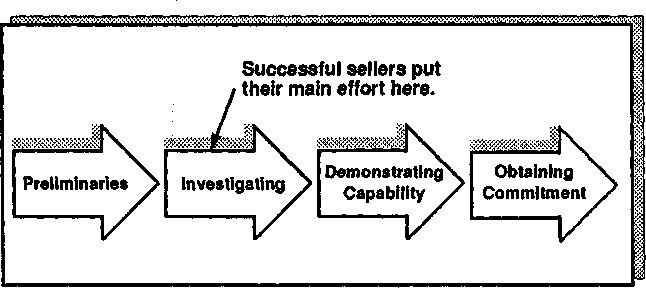 Successful sellers put
their main effort here.
Preliminaries
Investigating
Demonstrating
Capability
Obtaining
Commitment